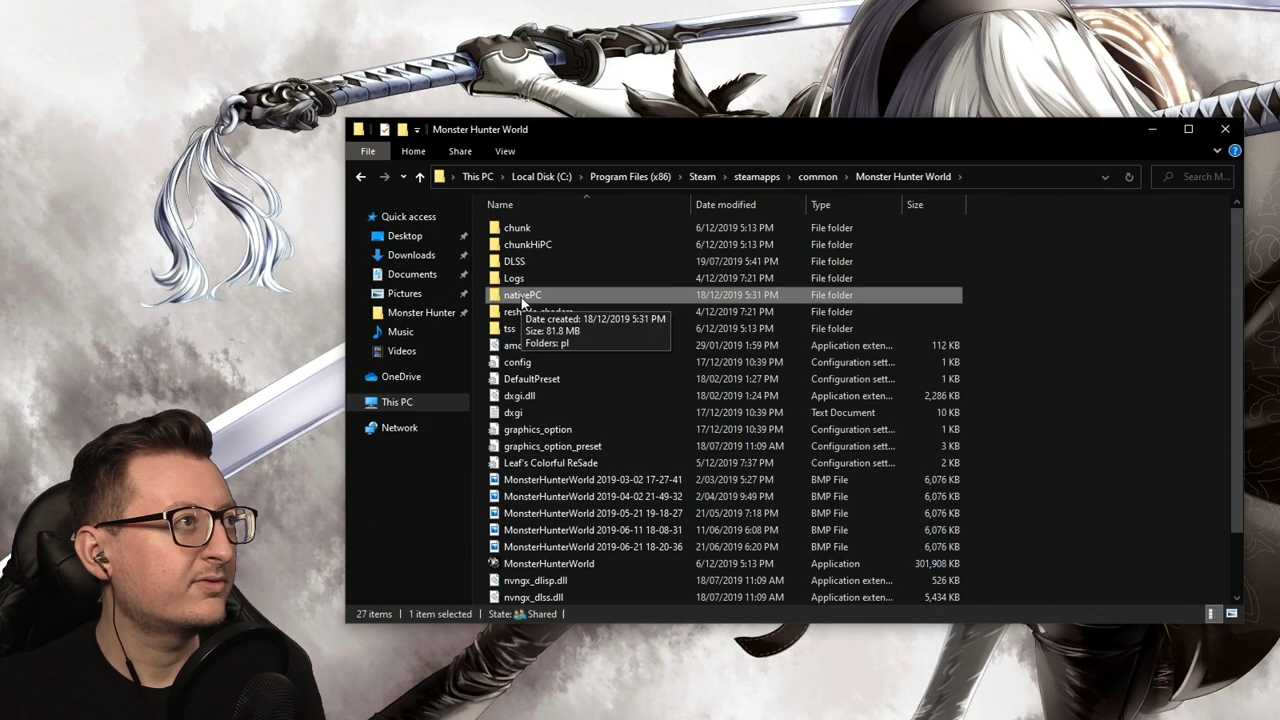 Monster Hunter World
File Home Share View
This PC Local Disk (C:) Program Files (x86) Steam steamapps common Monster Hunter World Search M...
Name Date modified Type Size
Quick access
Desktop
Downloads
Documents
Pictures
Monster Hunter
Music
Videos
OneDrive
This PC
Network
chunk 6/12/2019 5:13 PM File folder
chunkHiPC 6/12/2019 5:13 PM File folder
DLSS 19/07/2019 5:41 PM File folder
Logs 4/12/2019 7:21 PM File folder
nativePC 18/12/2019 5:31 PM File folder
4/12/2019 7:21 PM File folder
tss 6/12/2019 5:13 PM File folder
29/01/2019 1:59 PM Application exten... 112 KB
config 17/12/2019 10:39 PM Configuration sett... 1 KB
DefaultPreset 18/02/2019 1:27 PM Configuration sett... 1 KB
dxgi.dll 18/02/2019 1:24 PM Application exten... 2,286 KB
dxgi 17/12/2019 10:39 PM Text Document 10 KB
graphics_option 17/12/2019 10:39 PM Configuration sett... 1 KB
graphics_option_preset 18/07/2019 11:09 AM Configuration sett... 3 KB
Leaf's Colorful ReSade 5/12/2019 7:37 PM Configuration sett... 2 KB
MonsterHunterWorld 2019-03-02 17-27-41 2/03/2019 5:27 PM BMP File 6,076 KB
MonsterHunterWorld 2019-04-02 21-49-32 2/04/2019 9:49 PM BMP File 6,076 KB
MonsterHunterWorld 2019-05-21 19-18-27 21/05/2019 7:18 PM BMP File 6,076 KB
MonsterHunterWorld 2019-06-11 18-08-31 11/06/2019 6:08 PM BMP File 6,076 KB
MonsterHunterWorld 2019-06-21 18-20-36 21/06/2019 6:20 PM BMP File 6,076 KB
MonsterHunterWorld 6/12/2019 5:13 PM Application 301,908 KB
nvngx_dlisp.dll 18/07/2019 11:09 AM Application exten... 526 KB
nvngx_dlss.dll 18/07/2019 11:09 AM Application exten... 5,434 KB
Date created: 18/12/2019 5:31 PM
Size: 81.8 MB
Folders: pl
27 items 1 item selected State: Shared